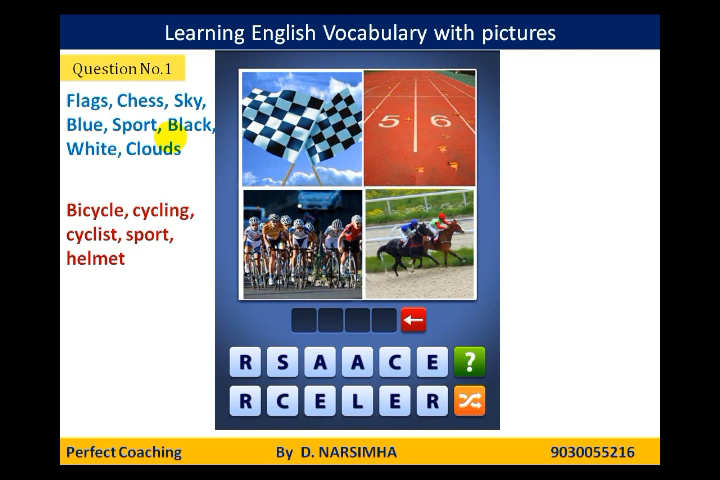 Learning English Vocabulary with pictures
Question No.1
Flags, Chess, Sky,
Blue, Sport, Black,
White, Clouds
Bicycle, cycling,
cyclist, sport,
helmet
5 6
R S A A C E ?
R C E L E R
Perfect Coaching By D. NARSIMHA 9030055216